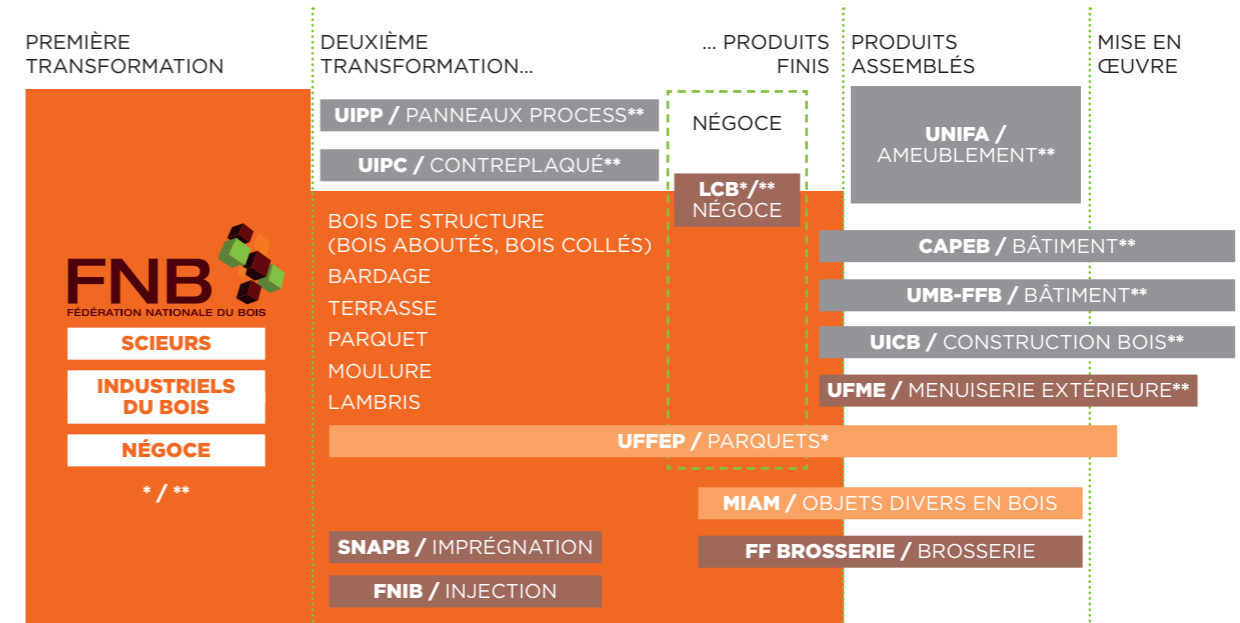 PREMIÈRE
TRANSFORMATION
DEUXIÈME
TRANSFORMATION...
... PRODUITS
FINIS
PRODUITS
ASSEMBLÉS
MISE EN
ŒUVRE
UIPP / PANNEAUX PROCESS**
UIPC / CONTREPLAQUÉ**
NÉGOCE
LCB*/**
NÉGOCE
UNIFA /
AMEUBLEMENT**
FNB
FÉDÉRATION NATIONALE DU BOIS
SCIEURS
INDUSTRIELS
DU BOIS
NÉGOCE
* / **
BOIS DE STRUCTURE
(BOIS ABOUTÉS, BOIS COLLÉS)
BARDAGE
TERRASSE
PARQUET
MOULURE
LAMBRIS
CAPEB / BÂTIMENT**
UMB-FFB / BÂTIMENT**
UICB / CONSTRUCTION BOIS**
UFME / MENUISERIE EXTÉRIEURE**
UFFEP / PARQUETS*
MIAM / OBJETS DIVERS EN BOIS
SNAPB / IMPRÉGNATION
FF BROSSERIE / BROSSERIE
FNIB / INJECTION